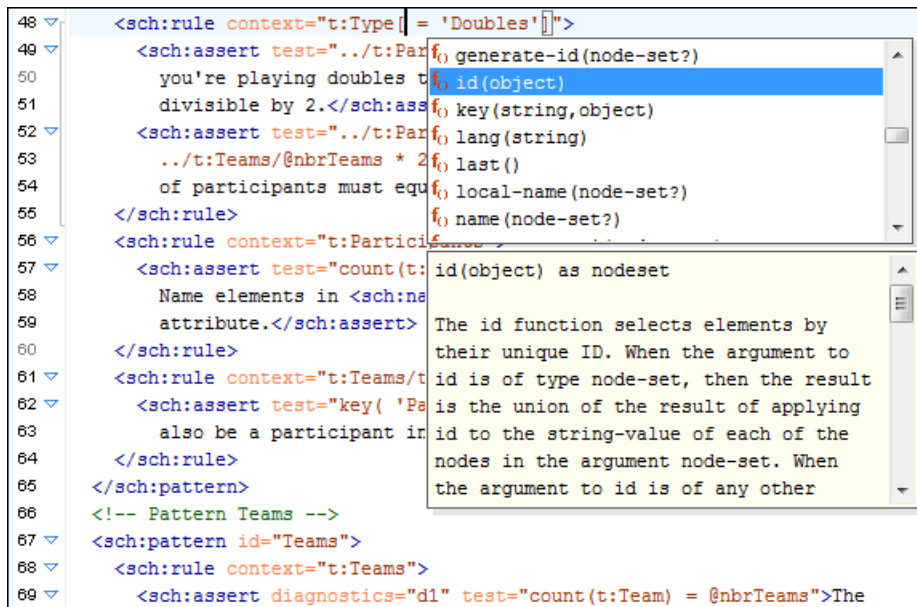 48 <sch:rule context="t:Type[ = 'Doubles']">
49 <sch:assert test="../t:Par
50 you're playing doubles t
51 divisible by 2.</sch:ass
52 <sch:assert test="../t:Par
53 ../t:Teams/@nbrTeams * 2
54 of participants must equ
55 </sch:rule>
56 <sch:rule context="t:Participants">
57 <sch:assert test="count(t:
58 Name elements in <sch:na
59 attribute.</sch:assert>
60 </sch:rule>
61 <sch:rule context="t:Teams/t
62 <sch:assert test="key( 'Pa
63 also be a participant in
64 </sch:rule>
65 </sch:pattern>
66 <!-- Pattern Teams -->
67 <sch:pattern id="Teams">
68 <sch:rule context="t:Teams">
69 <sch:assert diagnostics="d1" test="count(t:Team) = @nbrTeams">The
f() generate-id(node-set?)
f() id(object)
f() key(string,object)
f() lang(string)
f() last()
f() local-name(node-set?)
f() name(node-set?)
id(object) as nodeset
The id function selects elements by
their unique ID. When the argument to
id is of type node-set, then the result
is the union of the result of applying
id to the string-value of each of the
nodes in the argument node-set. When
the argument to id is of any other